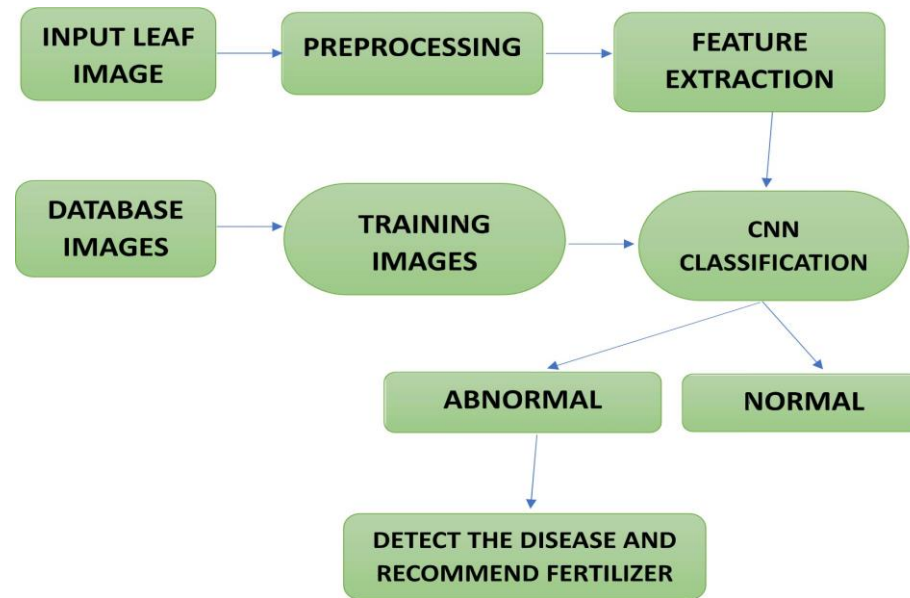 INPUT LEAF
IMAGE
PREPROCESSING
FEATURE
EXTRACTION
DATABASE
IMAGES
TRAINING
IMAGES
CNN
CLASSIFICATION
ABNORMAL
NORMAL
DETECT THE DISEASE AND
RECOMMEND FERTILIZER